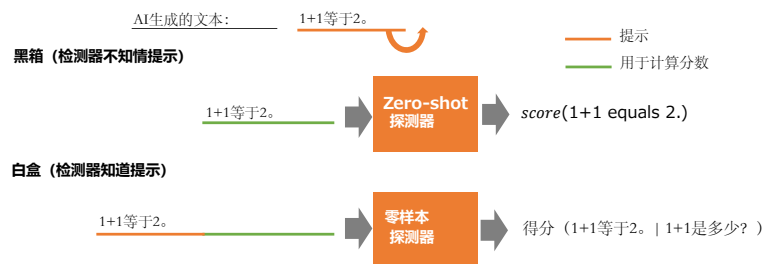 AI生成的文本：
1+1等于2。
提示
用于计算分数
黑箱（检测器不知情提示）
1+1等于2。
Zero-shot
探测器
score(1+1 equals 2.)
白盒（检测器知道提示）
1+1等于2。
零样本
探测器
得分（1+1等于2。| 1+1是多少？）